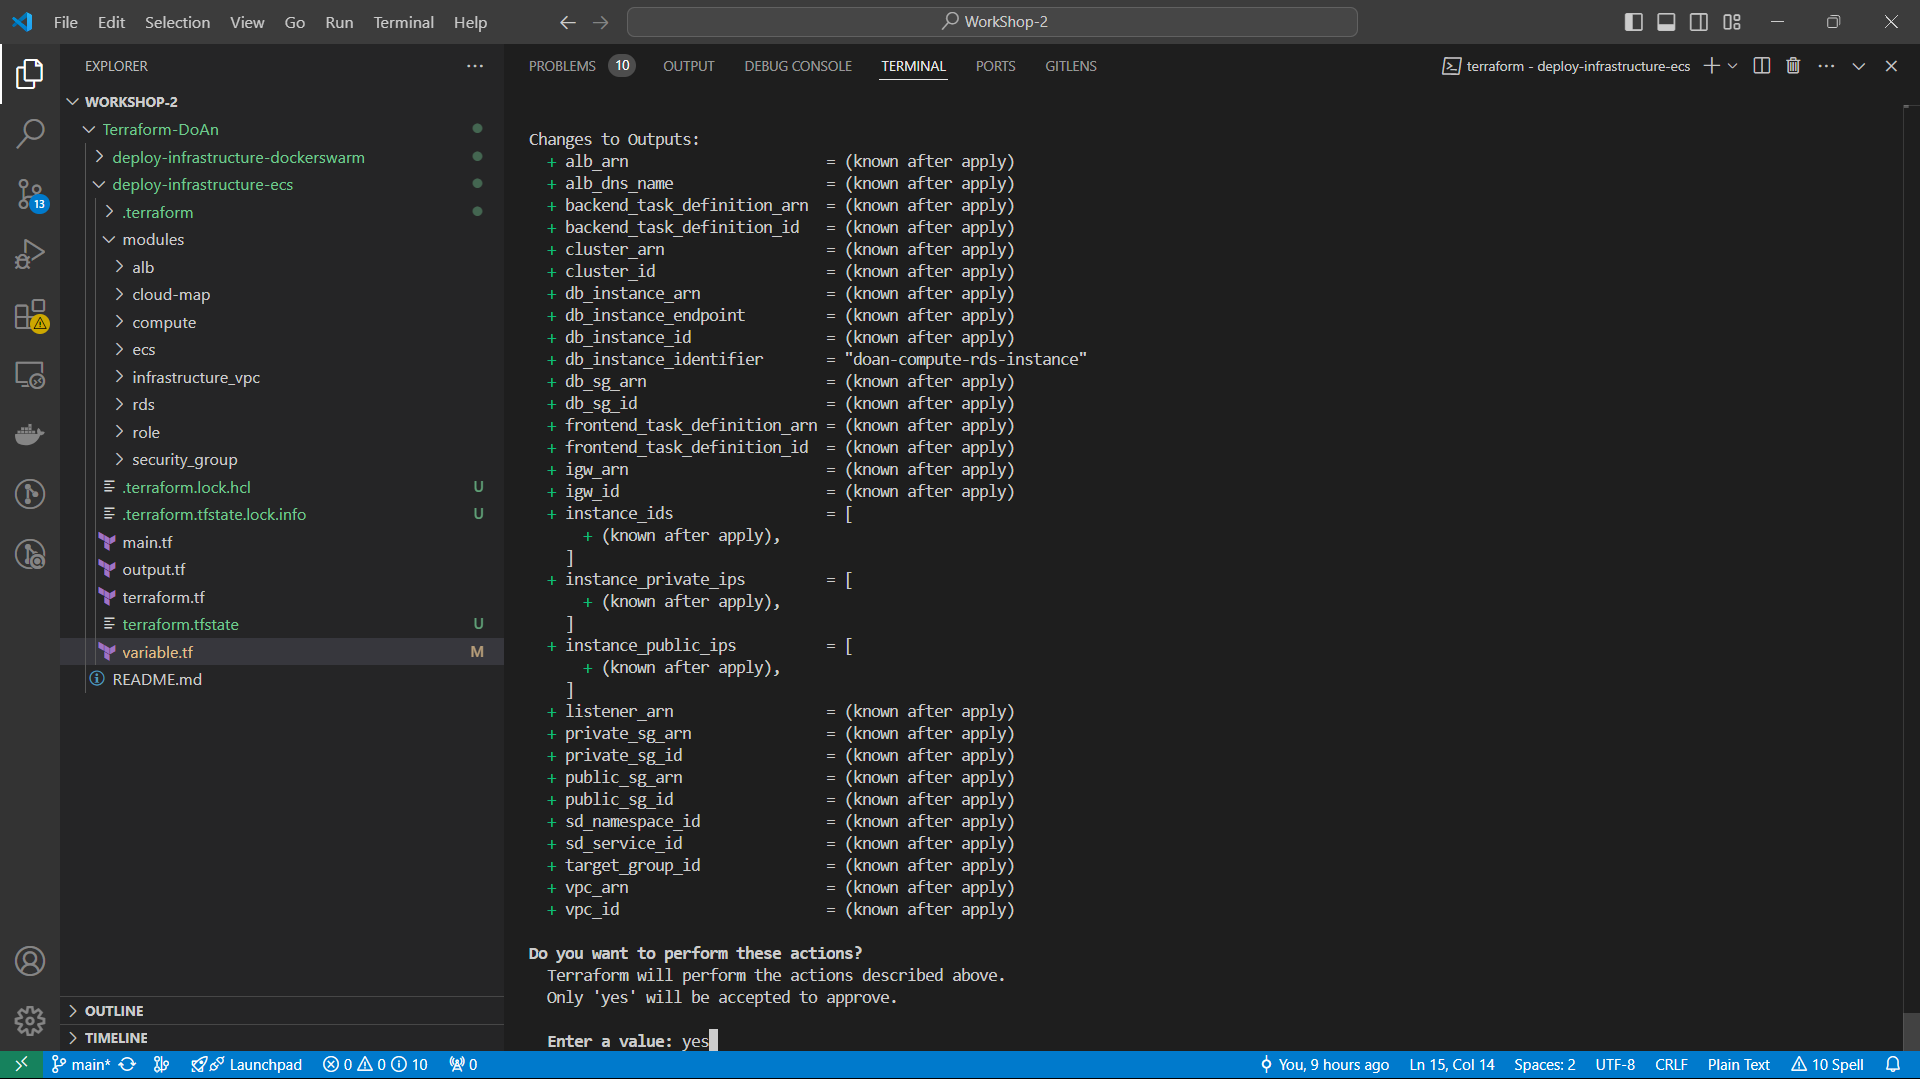 File Edit Selection View Go Run Terminal Help
WorkShop-2
EXPLORER
WORKSHOP-2
Terraform-DoAn
deploy-infrastructure-dockerswarm
deploy-infrastructure-ecs
.terraform
modules
alb
cloud-map
compute
ecs
infrastructure_vpc
rds
role
security_group
.terraform.lock.hcl U
.terraform.tfstate.lock.info U
main.tf
output.tf
terraform.tf
terraform.tfstate U
variable.tf M
README.md
OUTLINE
TIMELINE
13
PROBLEMS 10 OUTPUT DEBUG CONSOLE TERMINAL PORTS GITLENS
terraform - deploy-infrastructure-ecs
Changes to Outputs:
+ alb_arn = (known after apply)
+ alb_dns_name = (known after apply)
+ backend_task_definition_arn = (known after apply)
+ backend_task_definition_id = (known after apply)
+ cluster_arn = (known after apply)
+ cluster_id = (known after apply)
+ db_instance_arn = (known after apply)
+ db_instance_endpoint = (known after apply)
+ db_instance_id = (known after apply)
+ db_instance_identifier = "doan-compute-rds-instance"
+ db_sg_arn = (known after apply)
+ db_sg_id = (known after apply)
+ frontend_task_definition_arn = (known after apply)
+ frontend_task_definition_id = (known after apply)
+ igw_arn = (known after apply)
+ igw_id = (known after apply)
+ instance_ids = [
+ (known after apply),
]
+ instance_private_ips = [
+ (known after apply),
]
+ instance_public_ips = [
+ (known after apply),
]
+ listener_arn = (known after apply)
+ private_sg_arn = (known after apply)
+ private_sg_id = (known after apply)
+ public_sg_arn = (known after apply)
+ public_sg_id = (known after apply)
+ sd_namespace_id = (known after apply)
+ sd_service_id = (known after apply)
+ target_group_id = (known after apply)
+ vpc_arn = (known after apply)
+ vpc_id = (known after apply)
Do you want to perform these actions?
Terraform will perform the actions described above.
Only 'yes' will be accepted to approve.
Enter a value: yes
main* Launchpad 0 0 10 0 You, 9 hours ago Ln 15, Col 14 Spaces: 2 UTF-8 CRLF Plain Text 10 Spell